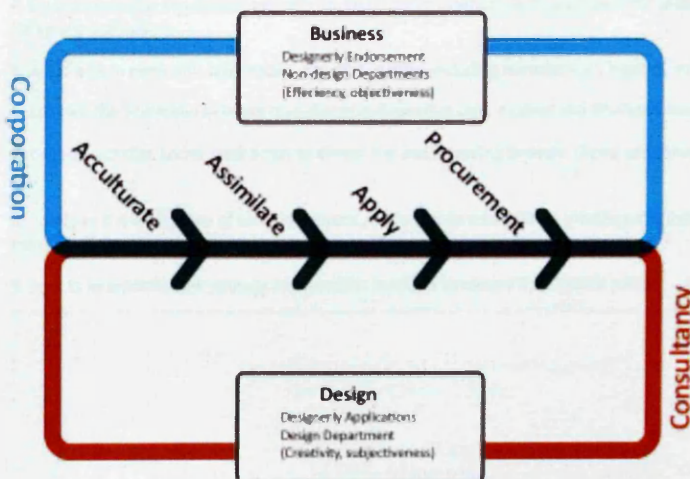 Business
Designerly Endorsement
Non-design Departments
(Efficiency, objectiveness)
Corporation
Acculturate
Assimilate
Apply
Procurement
Consultancy
Design
Designerly Applications
Design Department
(Creativity, subjectiveness)